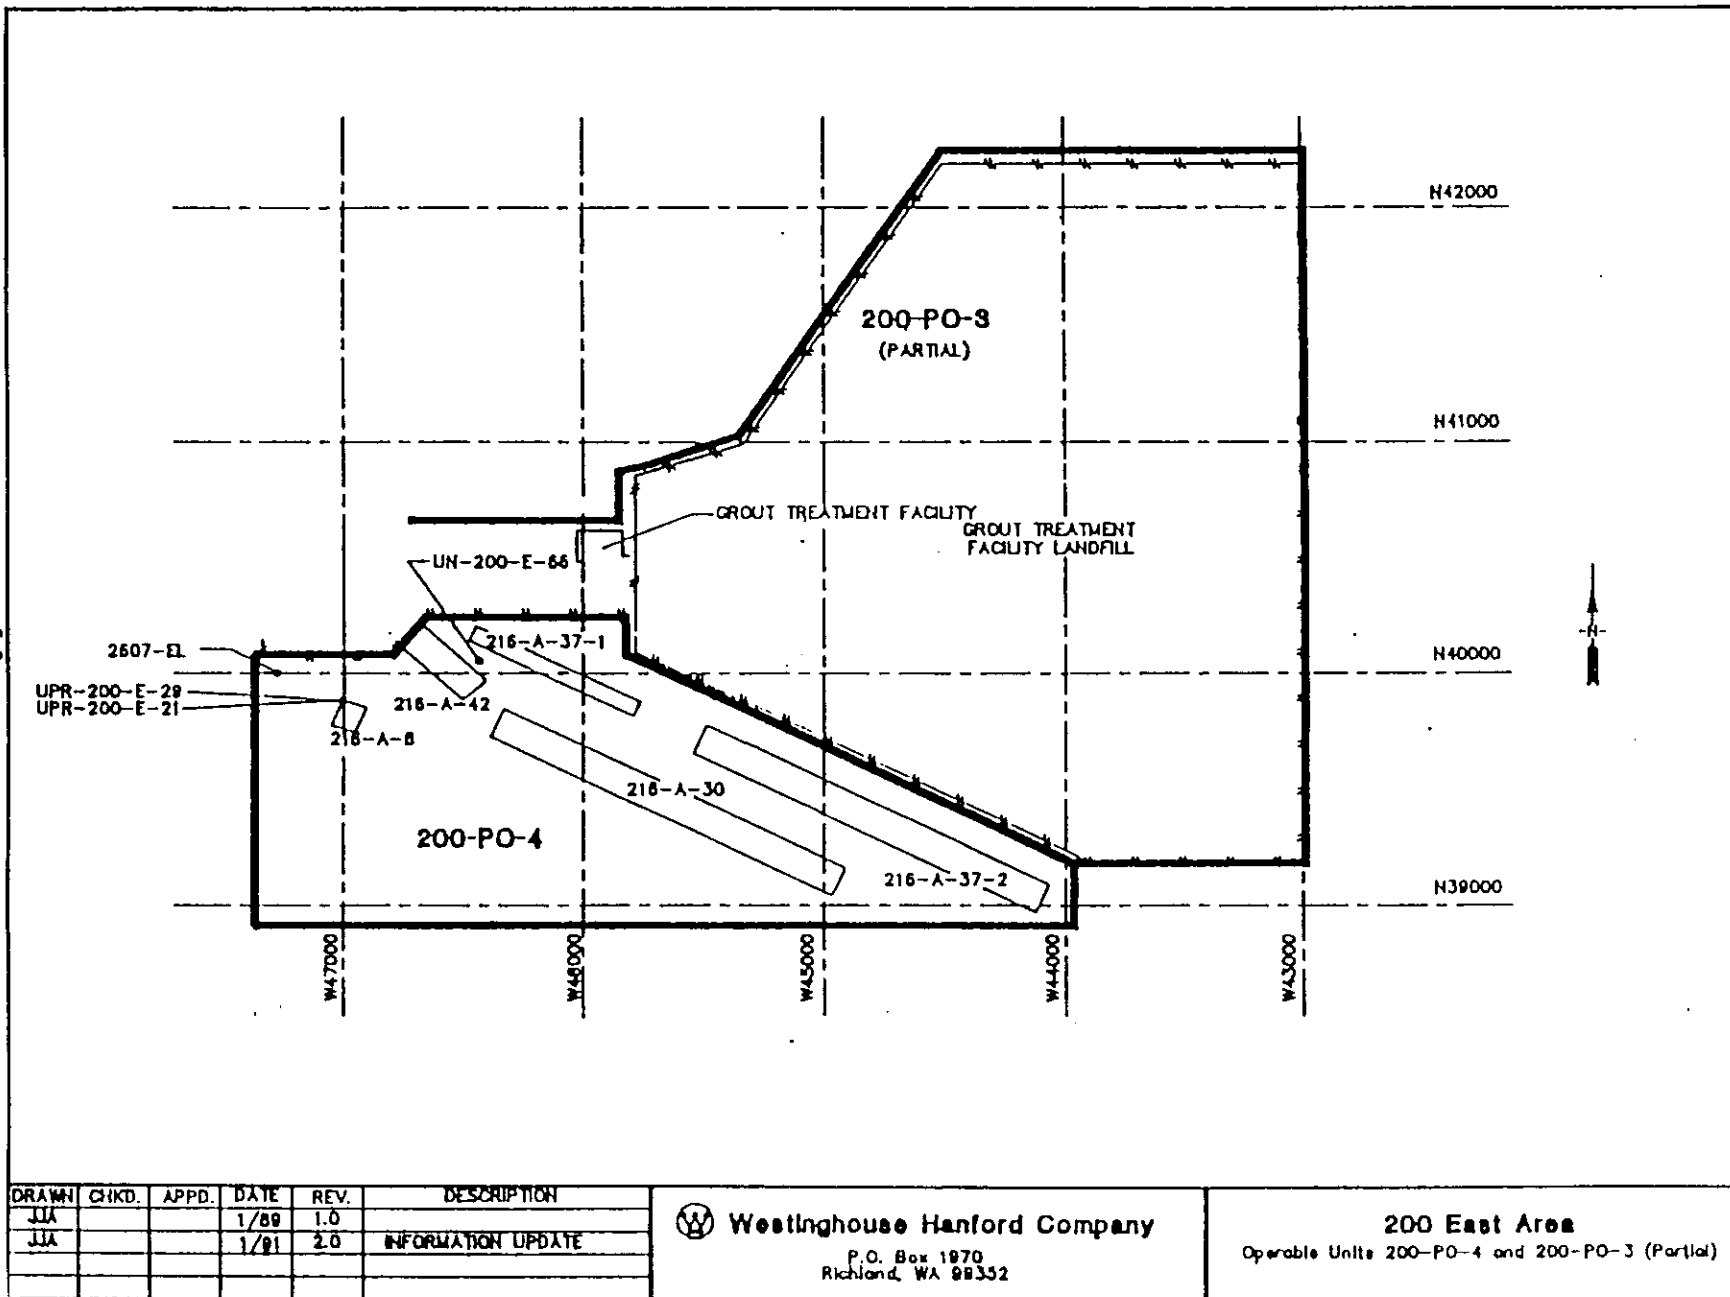 N42000
200-PO-3
(PARTIAL)
N41000
GROUT TREATMENT FACILITY
GROUT TREATMENT
FACILITY LANDFILL
UN-200-E-66
216-A-37-1
2607-EL
N40000
UPR-200-E-29
UPR-200-E-21
216-A-42
216-A-6
-N-
216-A-30
200-PO-4
216-A-37-2
N39000
W47000
W46000
W45000
W44000
W43000
DRAWN CHKD. APPD. DATE REV. DESCRIPTION
JJA 1/89 1.0
JJA 1/91 2.0 INFORMATION UPDATE
W Westinghouse Hanford Company
P.O. Box 1970
Richland, WA 99352
200 East Area
Operable Units 200-PO-4 and 200-PO-3 (Partial)